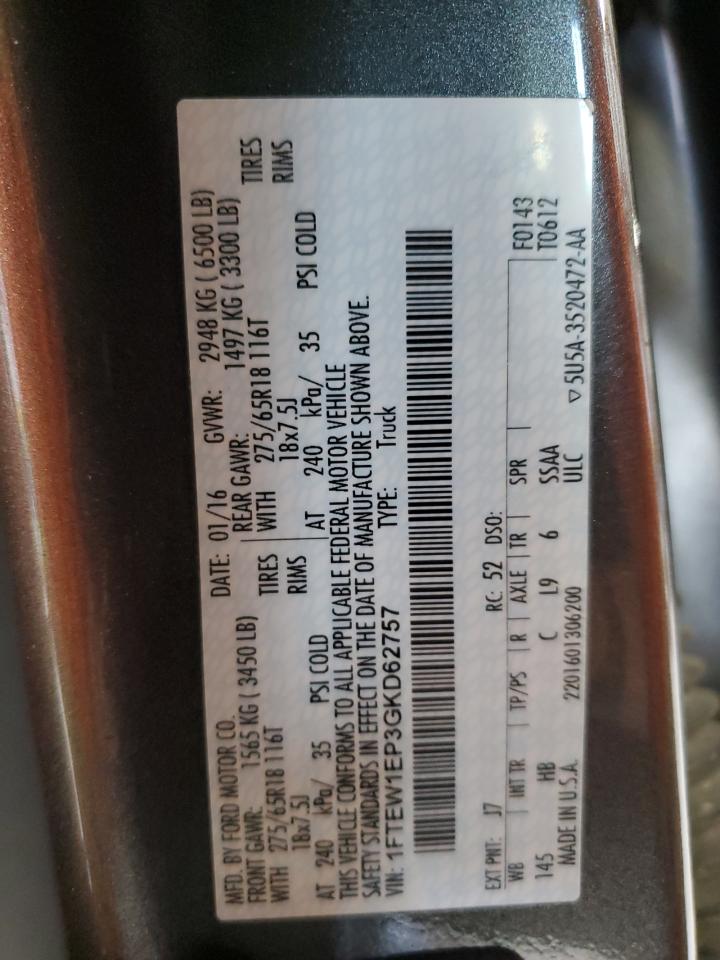 MFD. BY FORD MOTOR CO.
DATE: 01/16 GVWR: 2948 KG ( 6500 LB)
FRONT GAWR: 1565 KG ( 3450 LB) REAR GAWR: 1497 KG ( 3300 LB)
WITH 275/65R18 116T TIRES WITH 275/65R18 116T TIRES
18x7.5J RIMS 18x7.5J RIMS
AT 240 kPa/ 35 PSI COLD AT 240 kPa/ 35 PSI COLD
THIS VEHICLE CONFORMS TO ALL APPLICABLE FEDERAL MOTOR VEHICLE
SAFETY STANDARDS IN EFFECT ON THE DATE OF MANUFACTURE SHOWN ABOVE.
VIN: 1FTEW1EP3GKD62757 TYPE: Truck
EXT PNT: J7 RC: 52 DSO:
WB INT TR TP/PS R AXLE TR SPR F0143
145 HB C L9 6 SSAA T0612
MADE IN U.S.A. 2201601306200 ULC ▽5U5A-3520472-AA